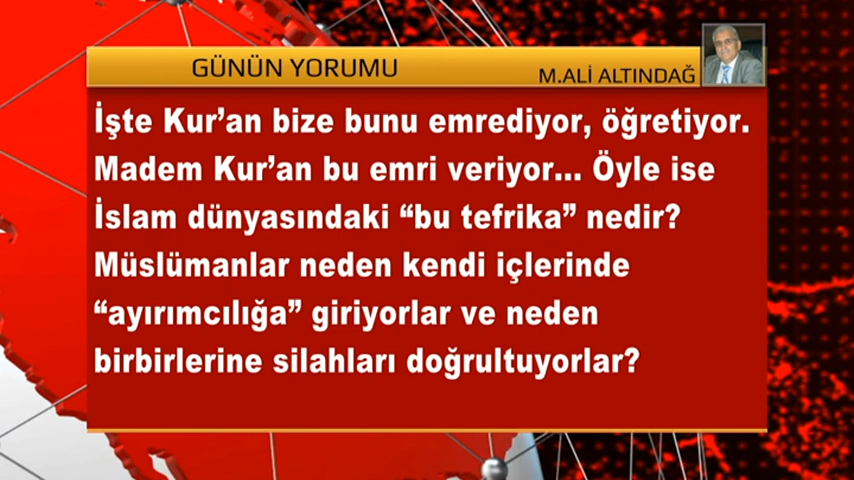 GÜNÜN YORUMU
M.ALİ ALTINDAĞ
İşte Kur’an bize bunu emrediyor, öğretiyor.
Madem Kur’an bu emri veriyor... Öyle ise
İslam dünyasındaki “bu tefrika” nedir?
Müslümanlar neden kendi içlerinde
“ayırımcılığa” giriyorlar ve neden
birbirlerine silahları doğrultuyorlar?